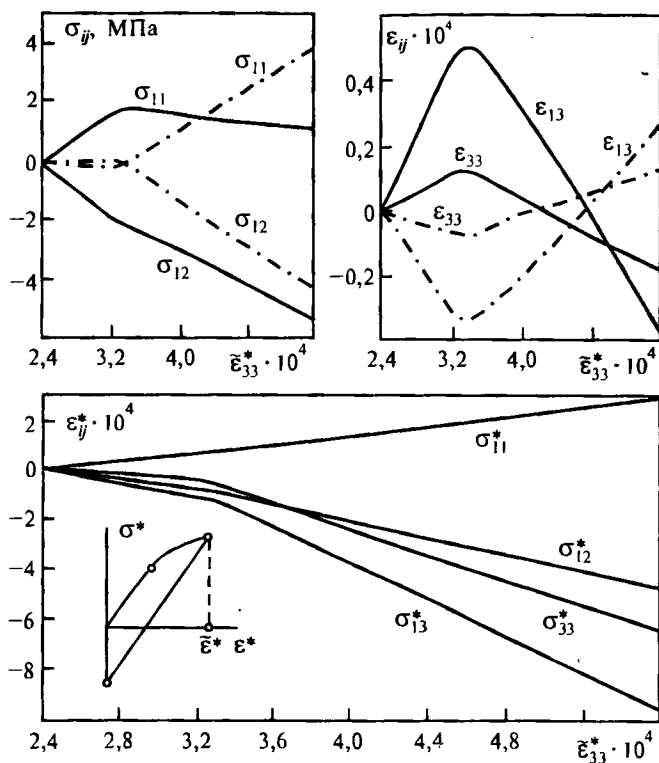 σij, МПа
4
2
0
−2
−4
σ11
σ11
σ12
σ12
2,4 3,2 4,0 ε̃*33 · 10⁴
εij · 10⁴
0,4
0,2
0
−0,2
ε13
ε13
ε33
ε33
2,4 3,2 4,0 4,8 ε̃*33 · 10⁴
ε*ij · 10⁴
2
0
−2
−4
−6
−8
σ*11
σ*12
σ*33
σ*13
σ*
ε̃* ε*
2,4 2,8 3,2 3,6 4,0 4,4 4,8 ε̃*33 · 10⁴